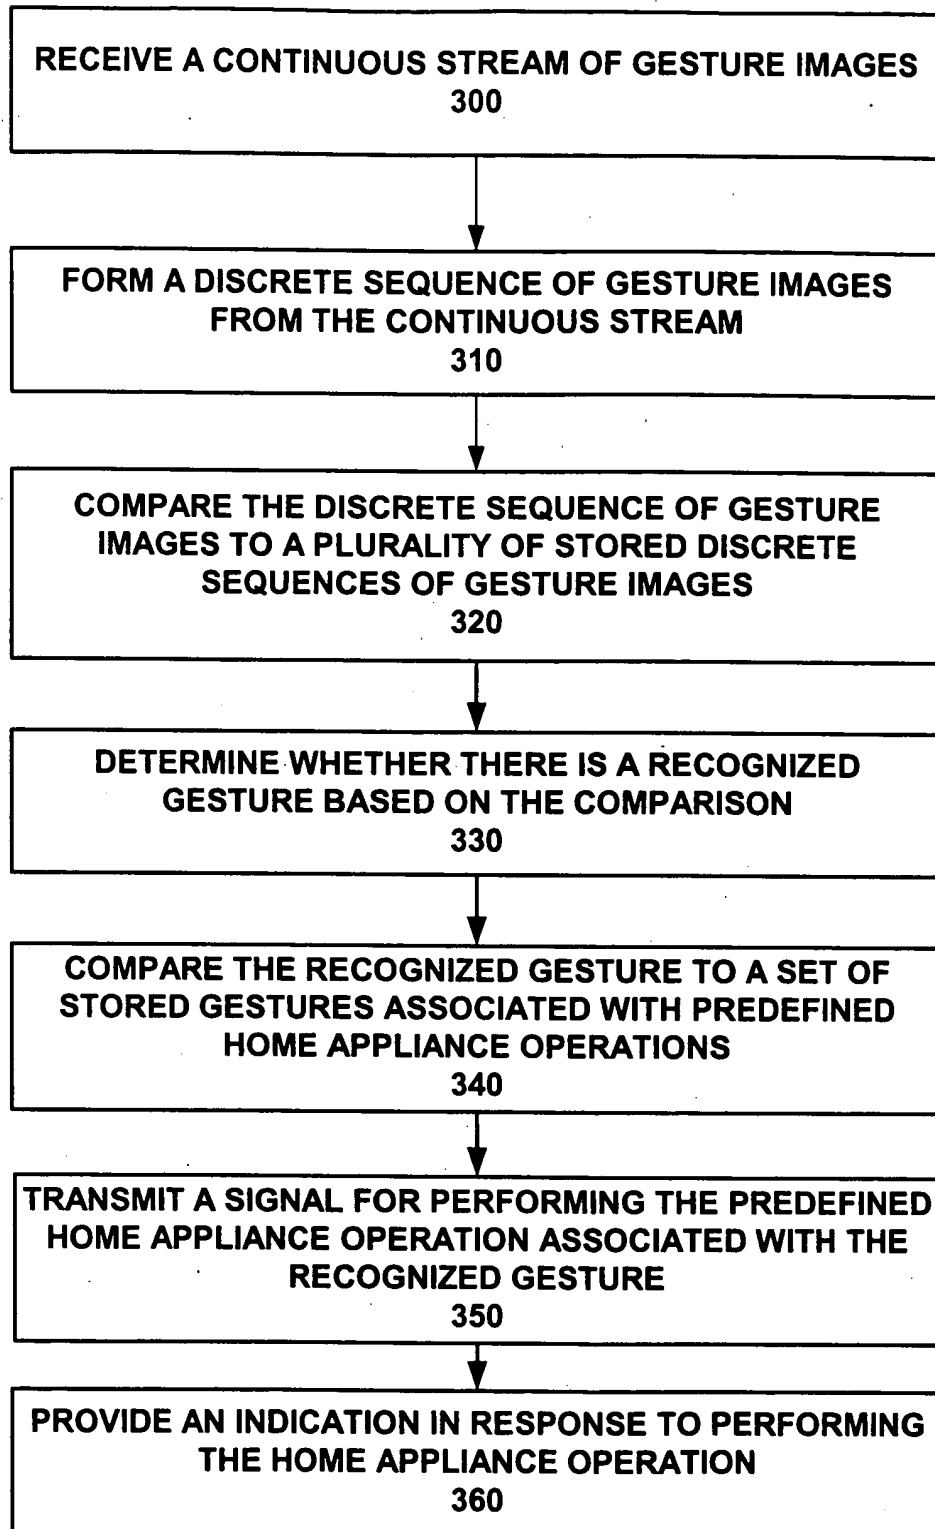 RECEIVE A CONTINUOUS STREAM OF GESTURE IMAGES
300
FORM A DISCRETE SEQUENCE OF GESTURE IMAGES
FROM THE CONTINUOUS STREAM
310
COMPARE THE DISCRETE SEQUENCE OF GESTURE
IMAGES TO A PLURALITY OF STORED DISCRETE
SEQUENCES OF GESTURE IMAGES
320
DETERMINE WHETHER THERE IS A RECOGNIZED
GESTURE BASED ON THE COMPARISON
330
COMPARE THE RECOGNIZED GESTURE TO A SET OF
STORED GESTURES ASSOCIATED WITH PREDEFINED
HOME APPLIANCE OPERATIONS
340
TRANSMIT A SIGNAL FOR PERFORMING THE PREDEFINED
HOME APPLIANCE OPERATION ASSOCIATED WITH THE
RECOGNIZED GESTURE
350
PROVIDE AN INDICATION IN RESPONSE TO PERFORMING
THE HOME APPLIANCE OPERATION
360